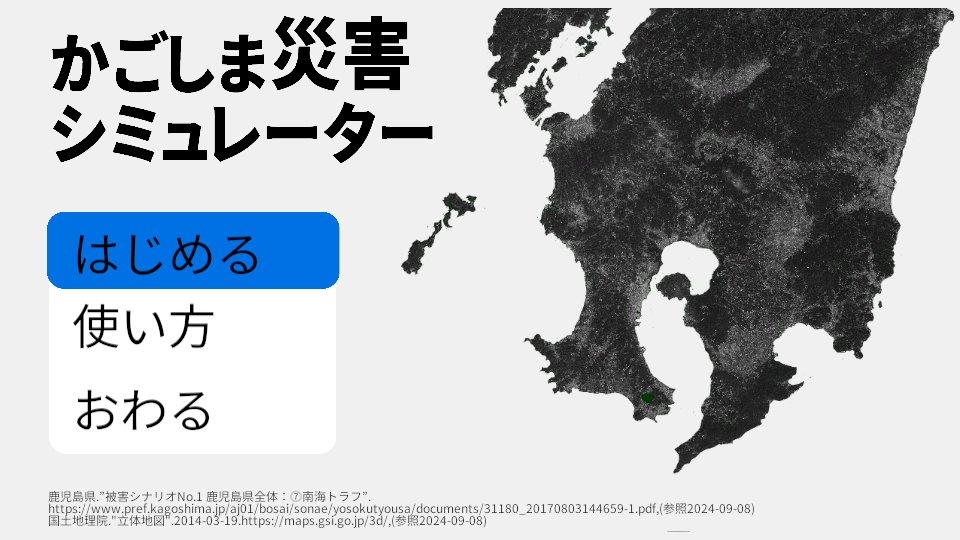 かごしま災害
シミュレーター
はじめる
使い方
おわる
鹿児島県.”被害シナリオNo.1 鹿児島県全体：⑦南海トラフ”.
https://www.pref.kagoshima.jp/aj01/bosai/sonae/yosokutyousa/documents/31180_20170803144659-1.pdf,(参照2024-09-08)
国土地理院."立体地図".2014-03-19.https://maps.gsi.go.jp/3d/,(参照2024-09-08)